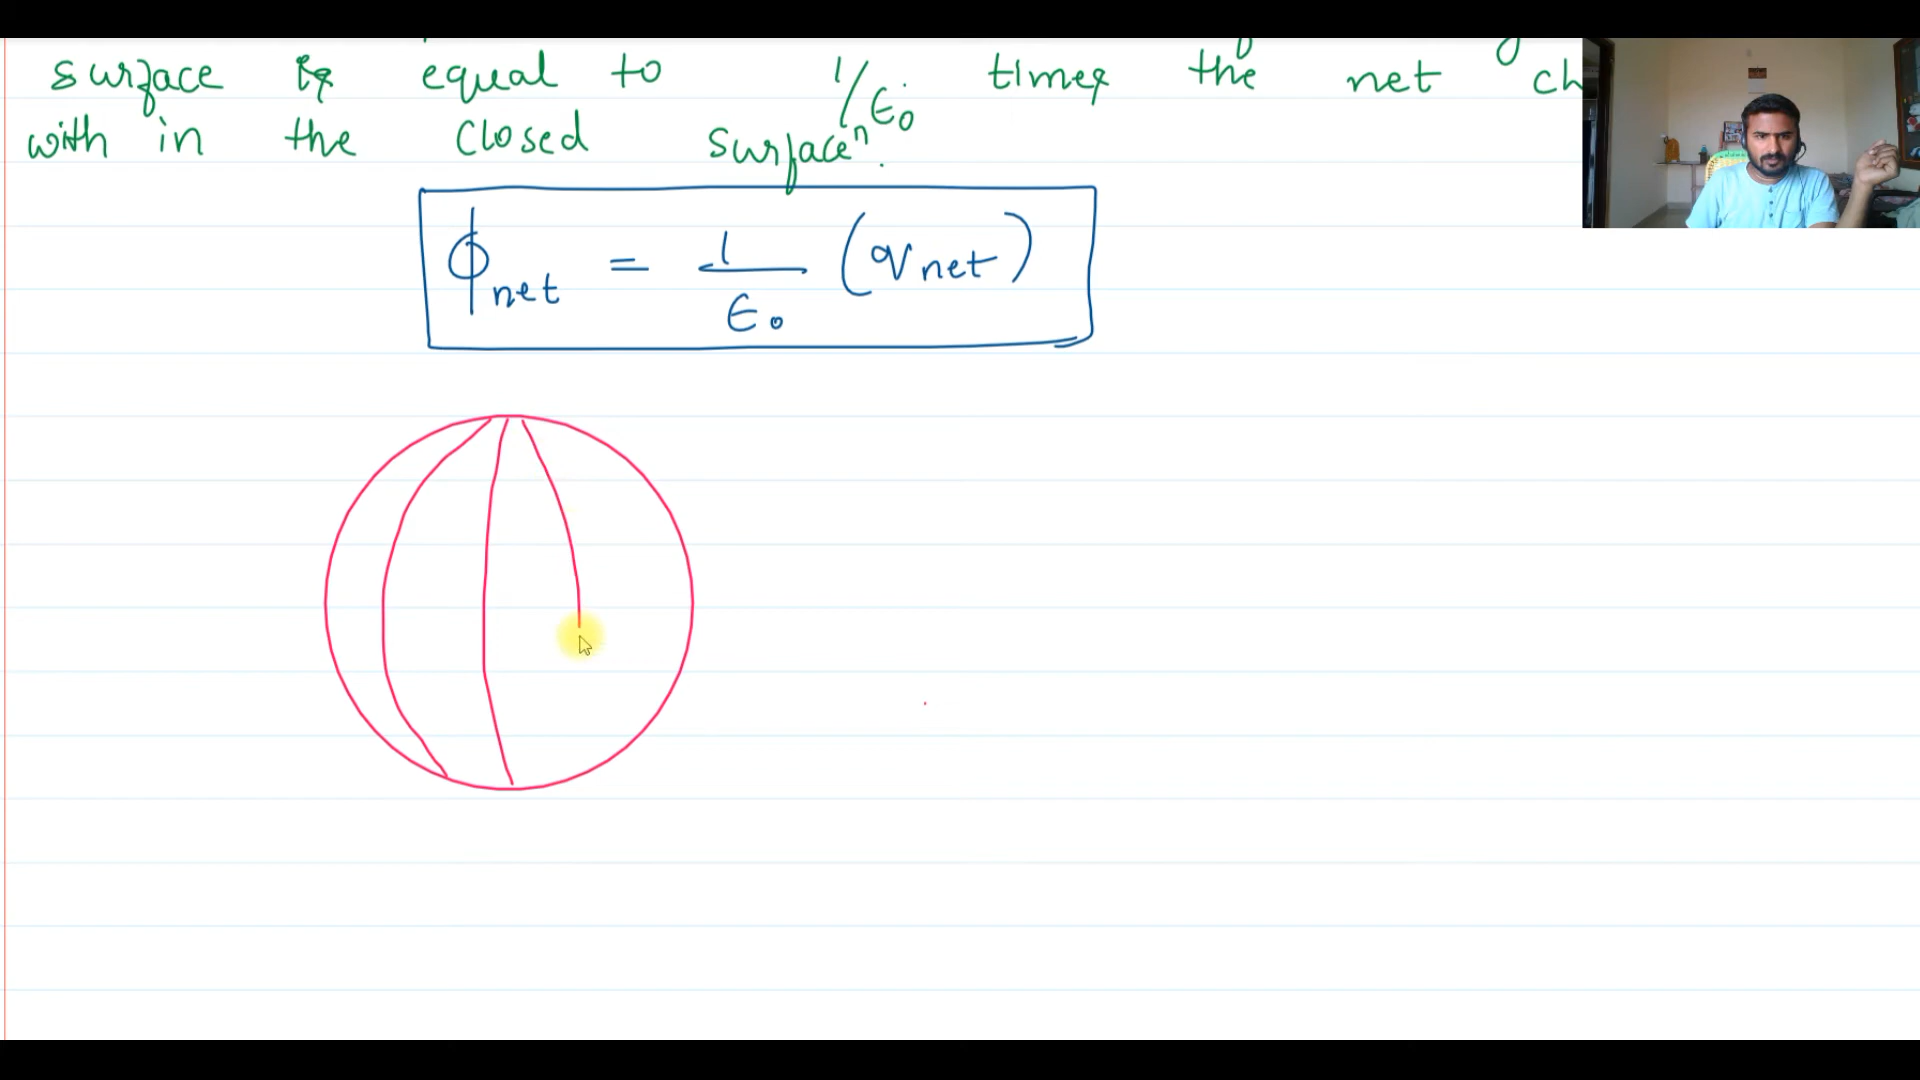 surface is equal to 1/ϵ₀ times the net ch
with in the closed surface.
ϕnet = 1/ϵ₀ (qnet)